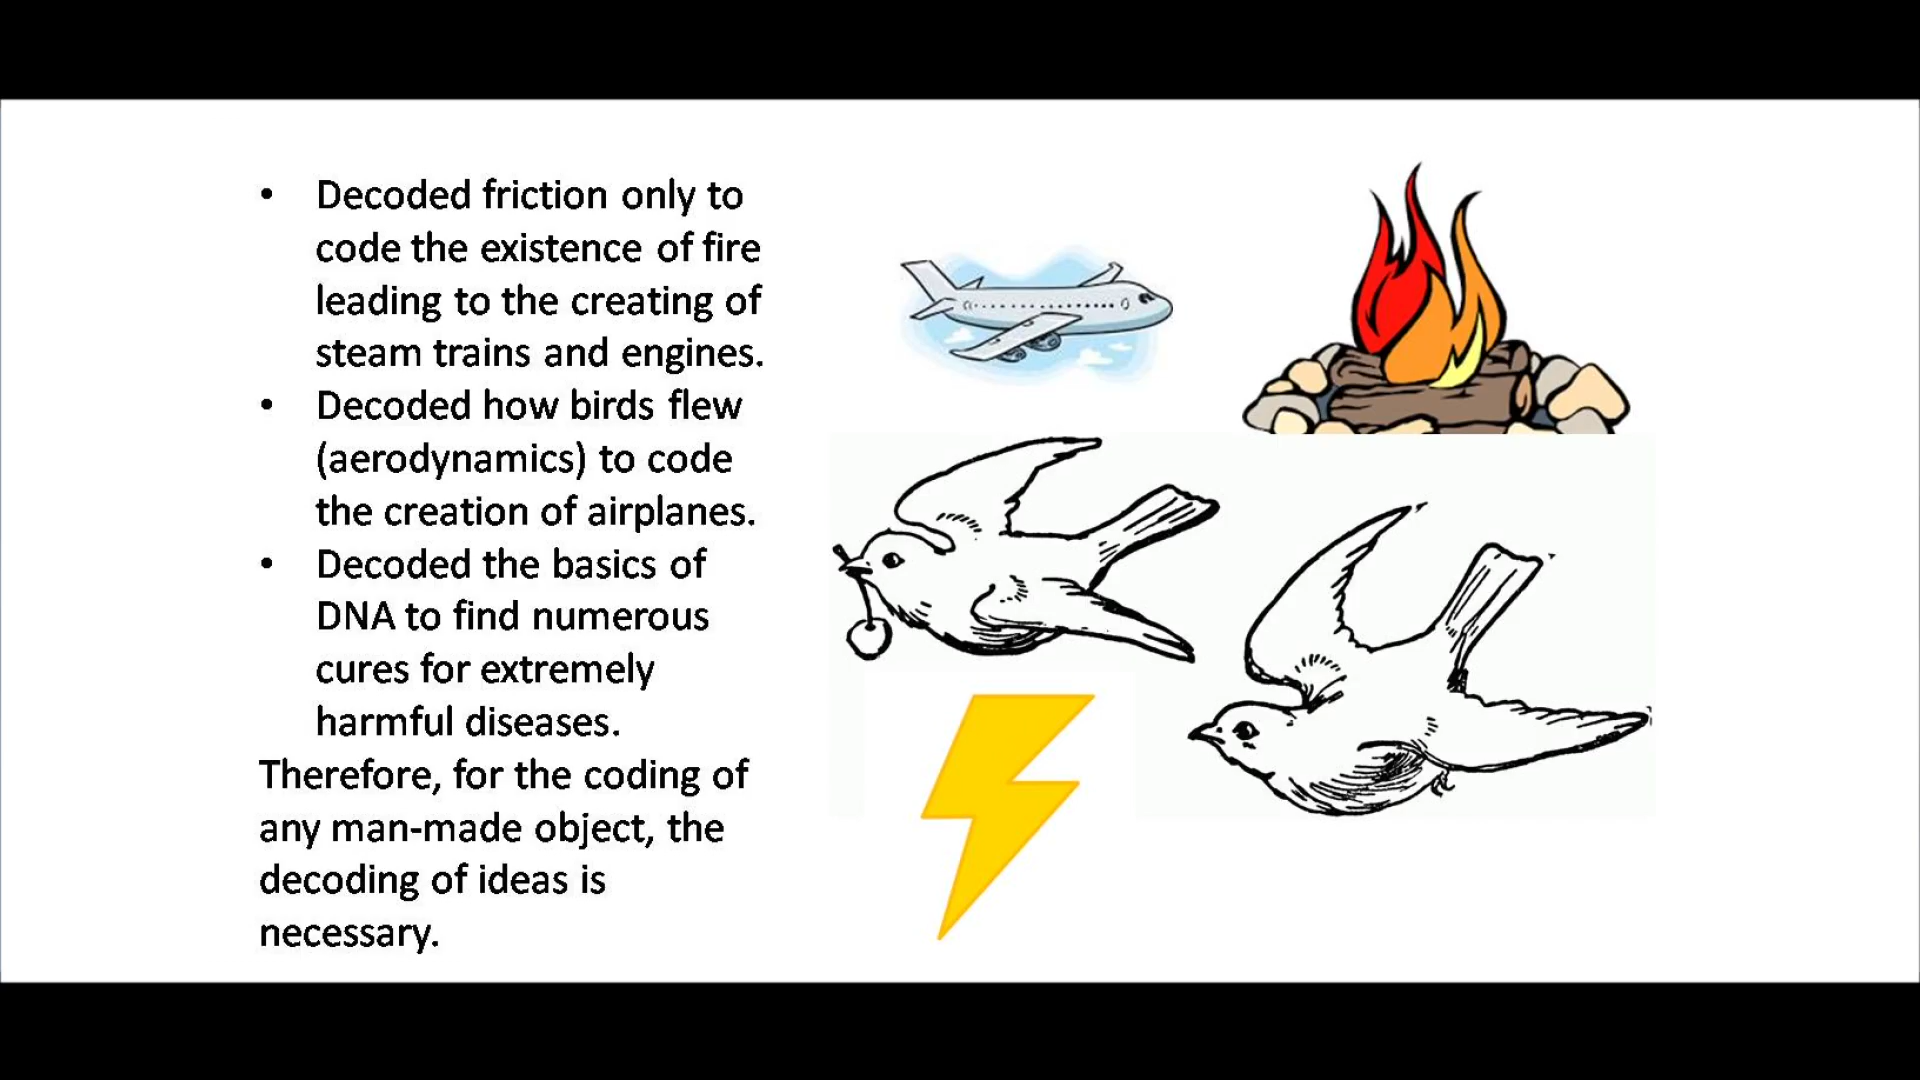 • Decoded friction only to
code the existence of fire
leading to the creating of
steam trains and engines.
• Decoded how birds flew
(aerodynamics) to code
the creation of airplanes.
• Decoded the basics of
DNA to find numerous
cures for extremely
harmful diseases.
Therefore, for the coding of
any man-made object, the
decoding of ideas is
necessary.